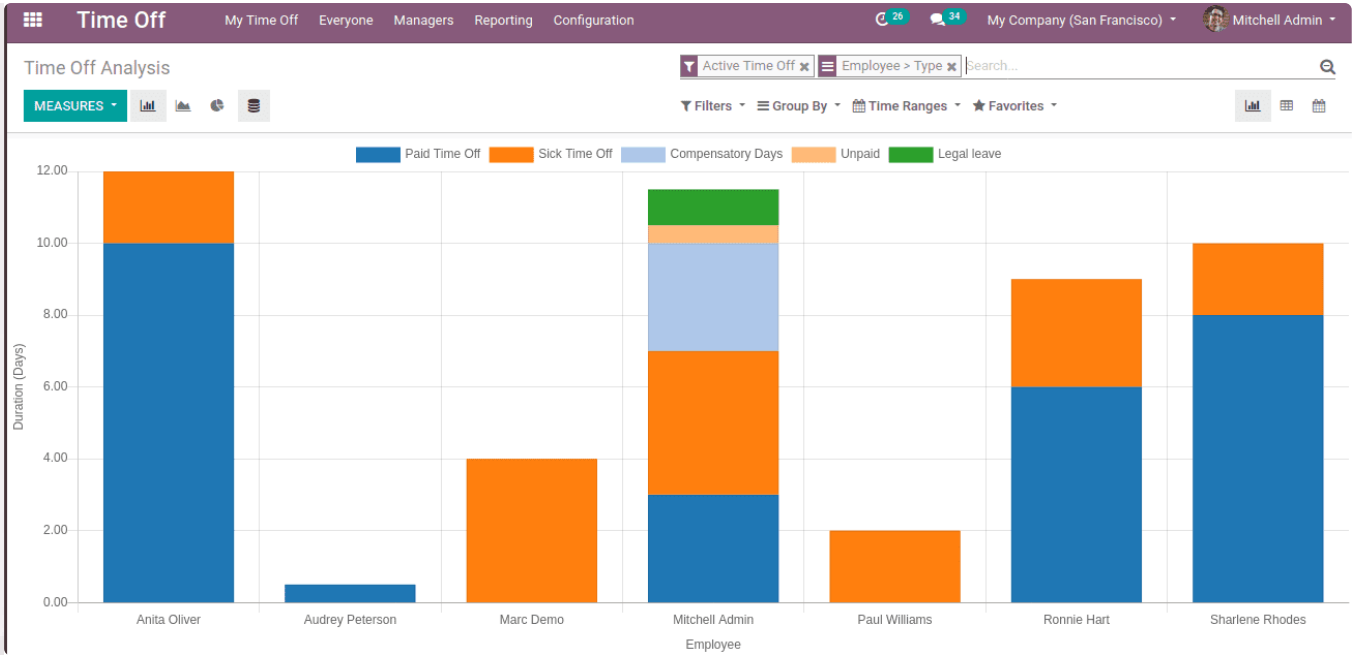 Time Off My Time Off Everyone Managers Reporting Configuration 26 34 My Company (San Francisco) Mitchell Admin
Time Off Analysis Active Time Off Employee > Type Search...
MEASURES Filters Group By Time Ranges Favorites
Paid Time Off Sick Time Off Compensatory Days Unpaid Legal leave
12.00
10.00
8.00
6.00
4.00
2.00
0.00
Duration (Days)
Anita Oliver Audrey Peterson Marc Demo Mitchell Admin Paul Williams Ronnie Hart Sharlene Rhodes
Employee